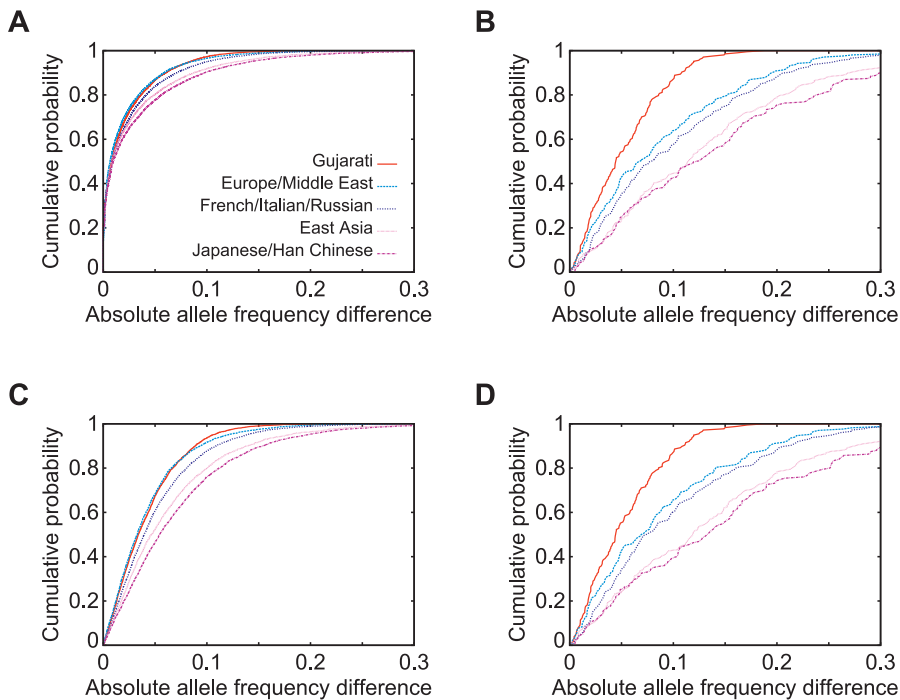 A
Cumulative probability
1
0.8
0.6
0.4
0.2
0
0 0.1 0.2 0.3
Absolute allele frequency difference
Gujarati
Europe/Middle East
French/Italian/Russian
East Asia
Japanese/Han Chinese
B
Cumulative probability
1
0.8
0.6
0.4
0.2
0
0 0.1 0.2 0.3
Absolute allele frequency difference
C
Cumulative probability
1
0.8
0.6
0.4
0.2
0
0 0.1 0.2 0.3
Absolute allele frequency difference
D
Cumulative probability
1
0.8
0.6
0.4
0.2
0
0 0.1 0.2 0.3
Absolute allele frequency difference